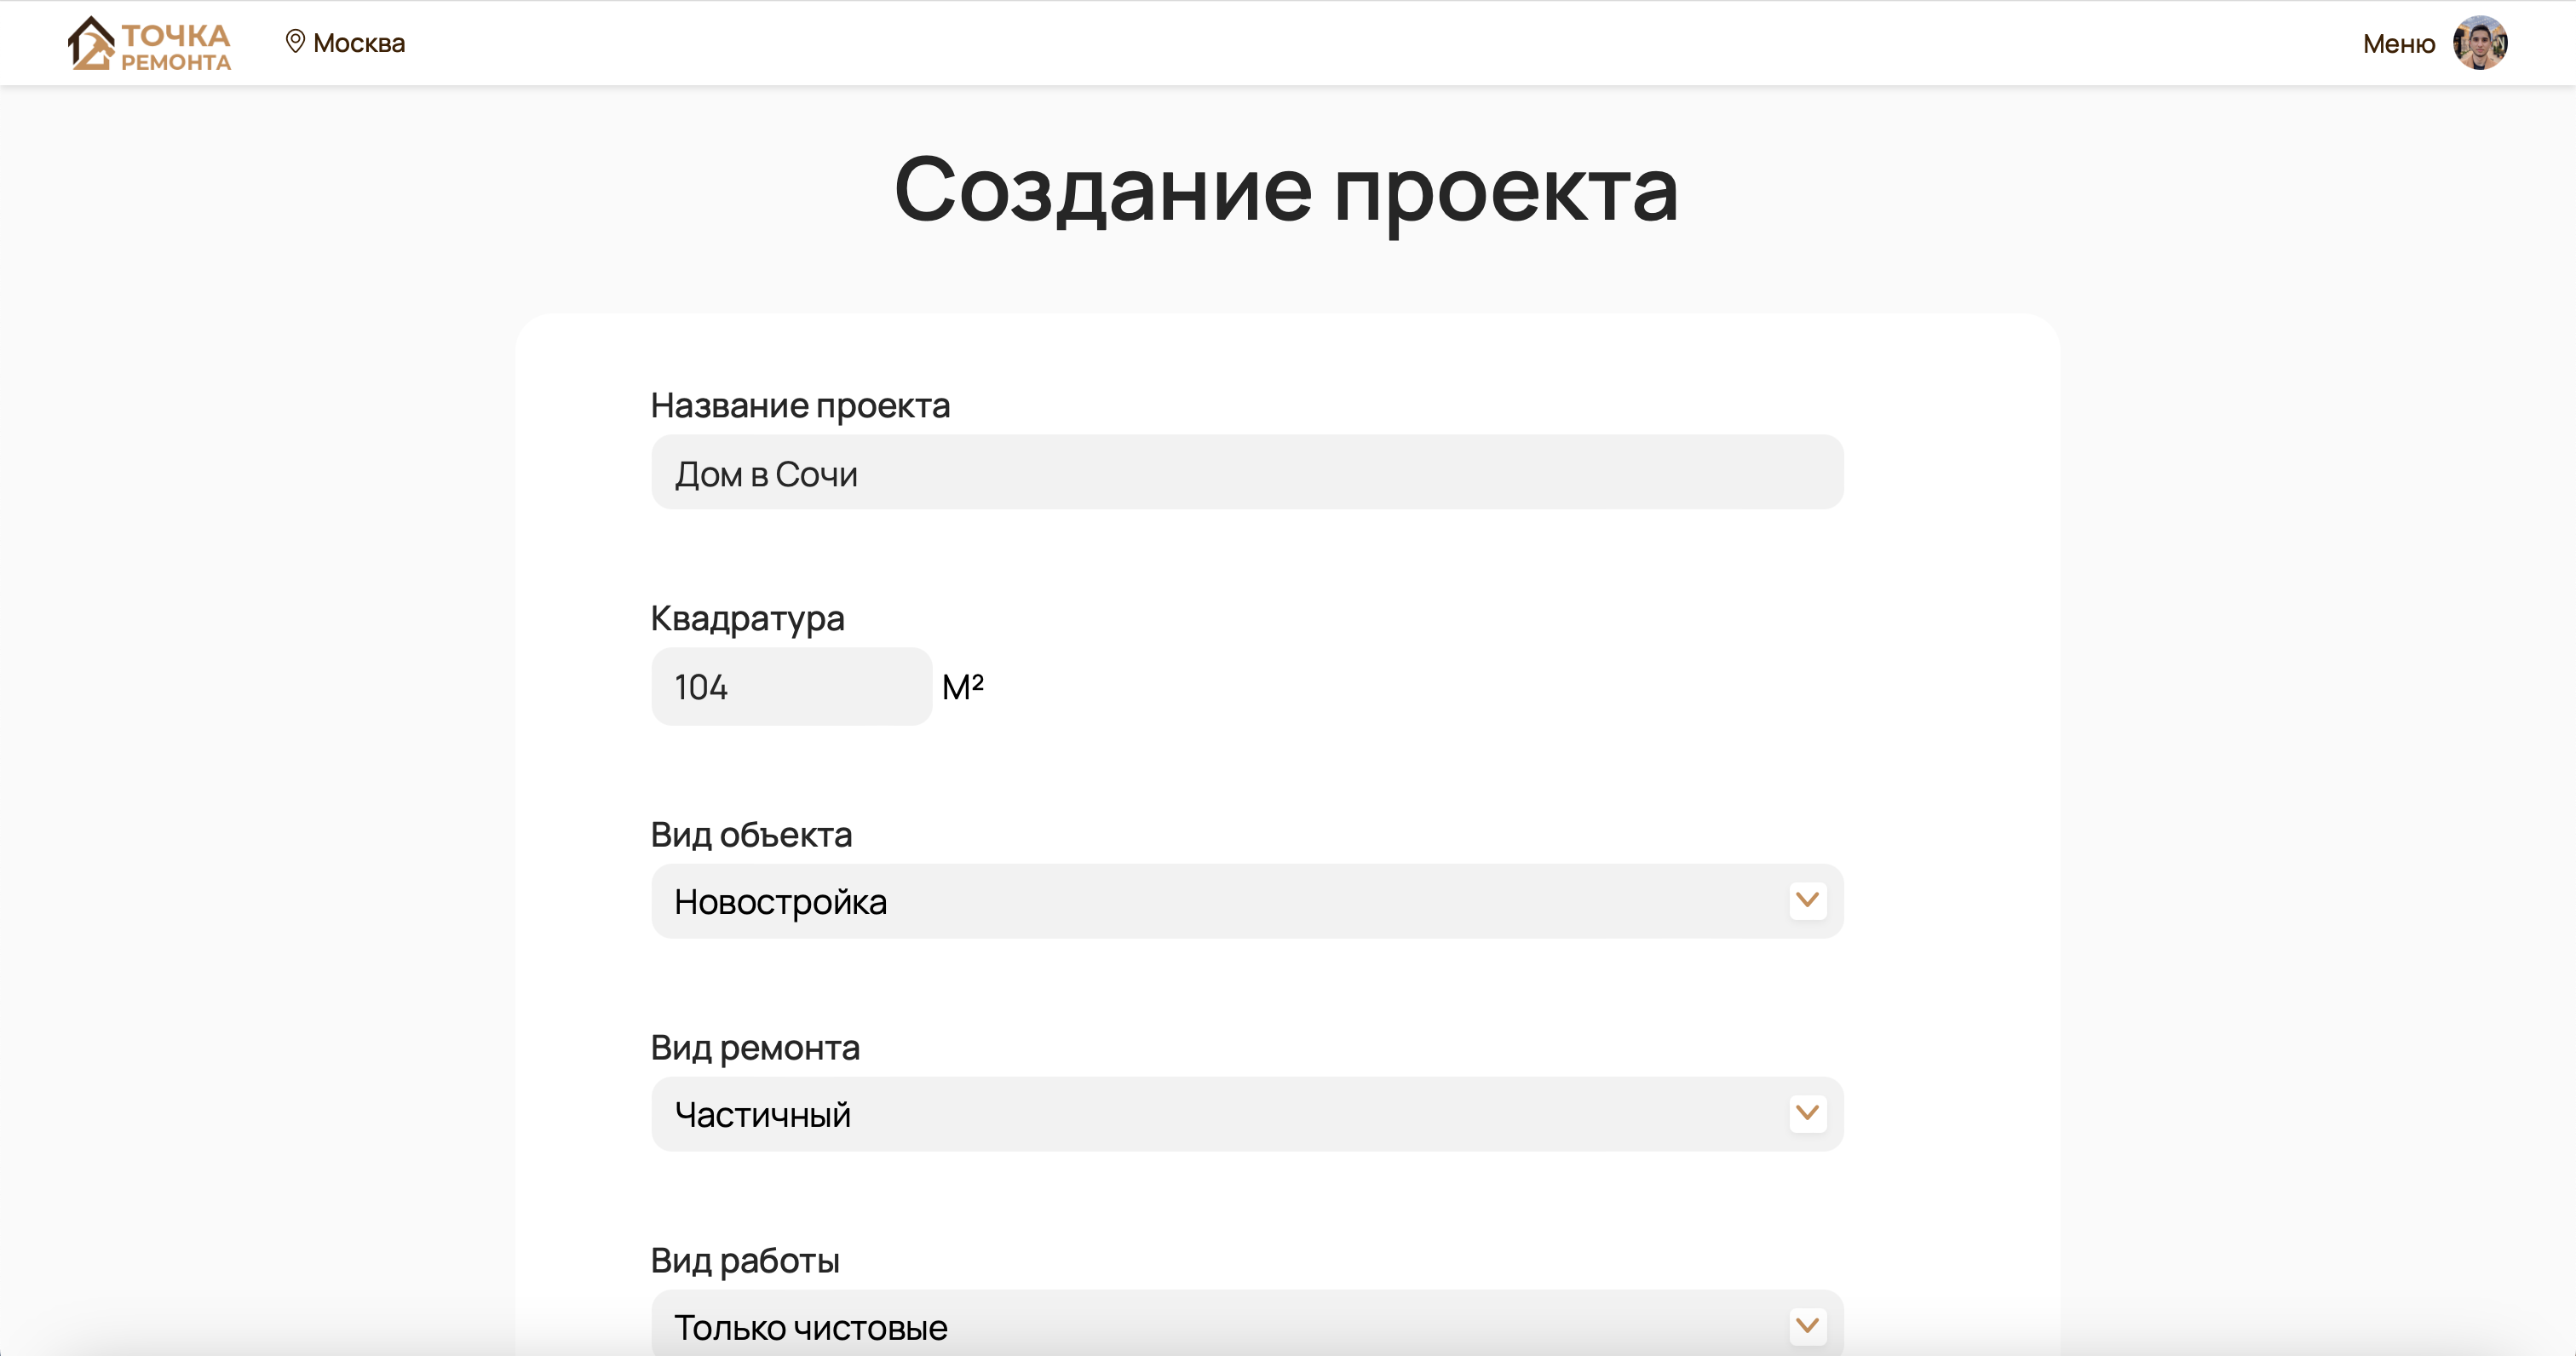 ТОЧКА
РЕМОНТА
Москва
Меню
Создание проекта
Название проекта
Дом в Сочи
Квадратура
104 М²
Вид объекта
Новостройка
Вид ремонта
Частичный
Вид работы
Только чистовые